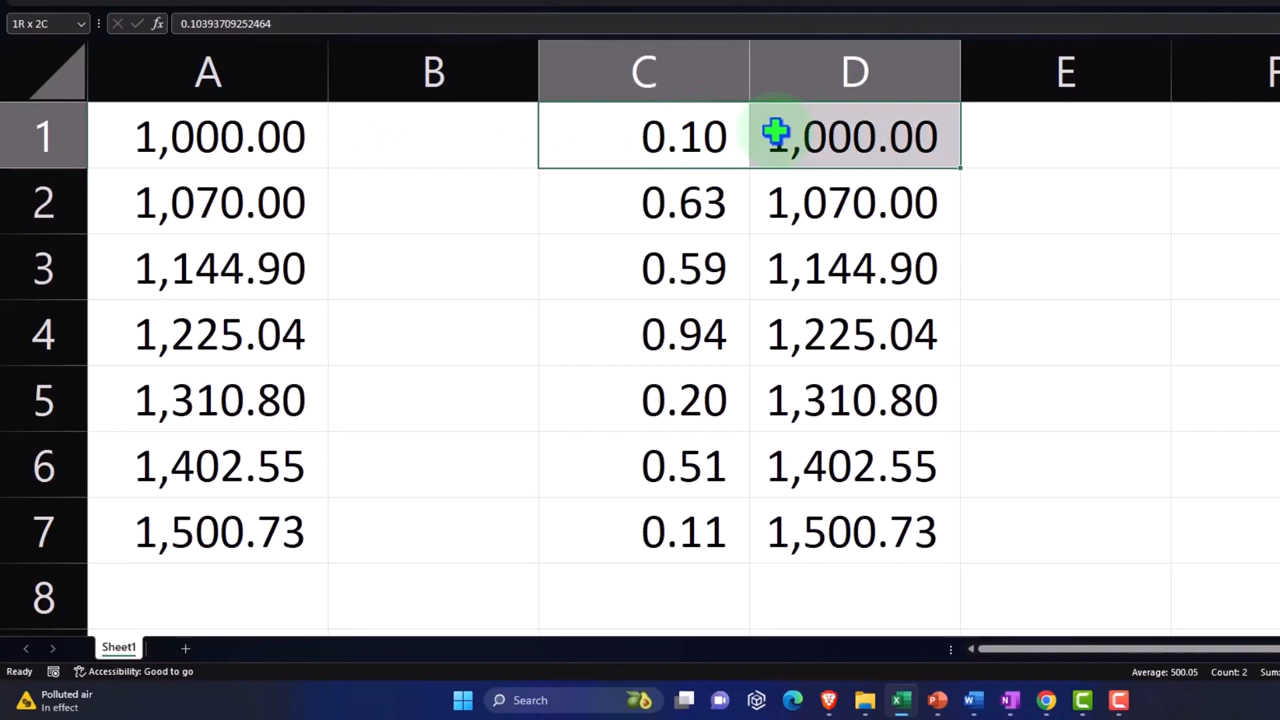 1R x 2C fx 0.10393709252464
A B C D E F
1 1,000.00 0.10 1,000.00
2 1,070.00 0.63 1,070.00
3 1,144.90 0.59 1,144.90
4 1,225.04 0.94 1,225.04
5 1,310.80 0.20 1,310.80
6 1,402.55 0.51 1,402.55
7 1,500.73 0.11 1,500.73
8
Sheet1
Ready Accessibility: Good to go Average: 500.05 Count: 2
Polluted air
In effect
Search